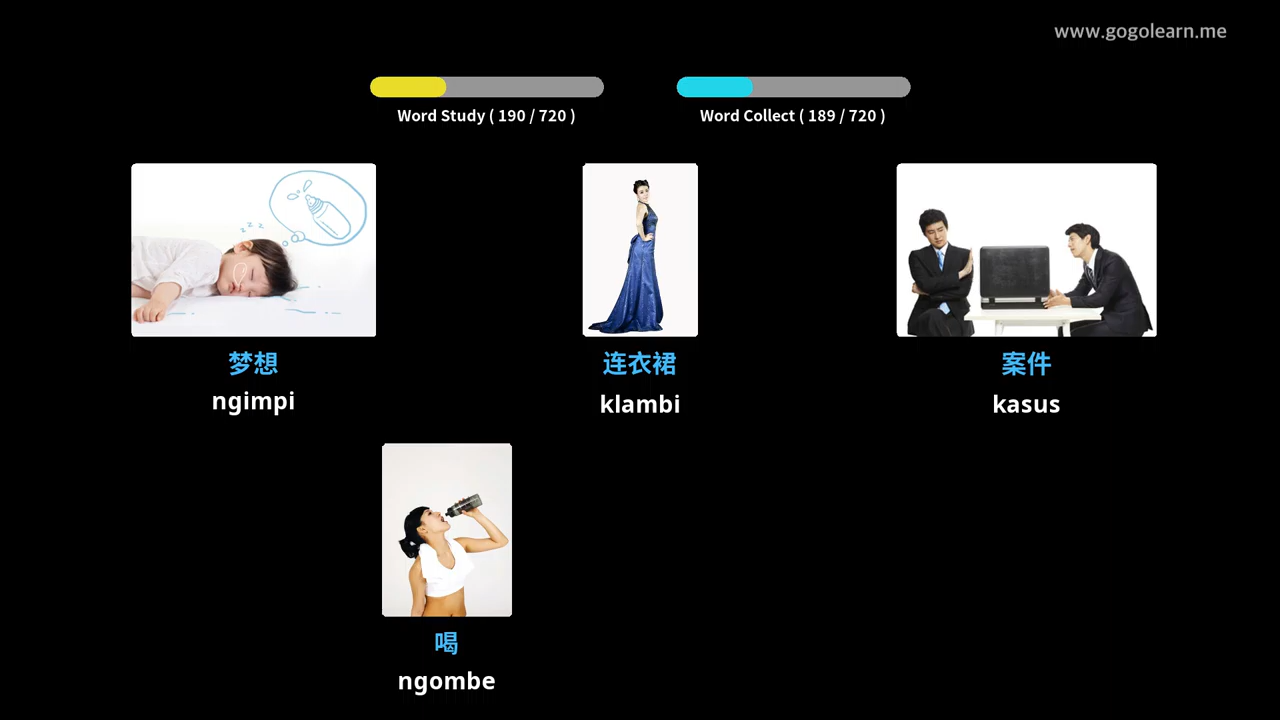 www.gogolearn.me
Word Study ( 190 / 720 )
Word Collect ( 189 / 720 )
梦想
ngimpi
连衣裙
klambi
案件
kasus
喝
ngombe